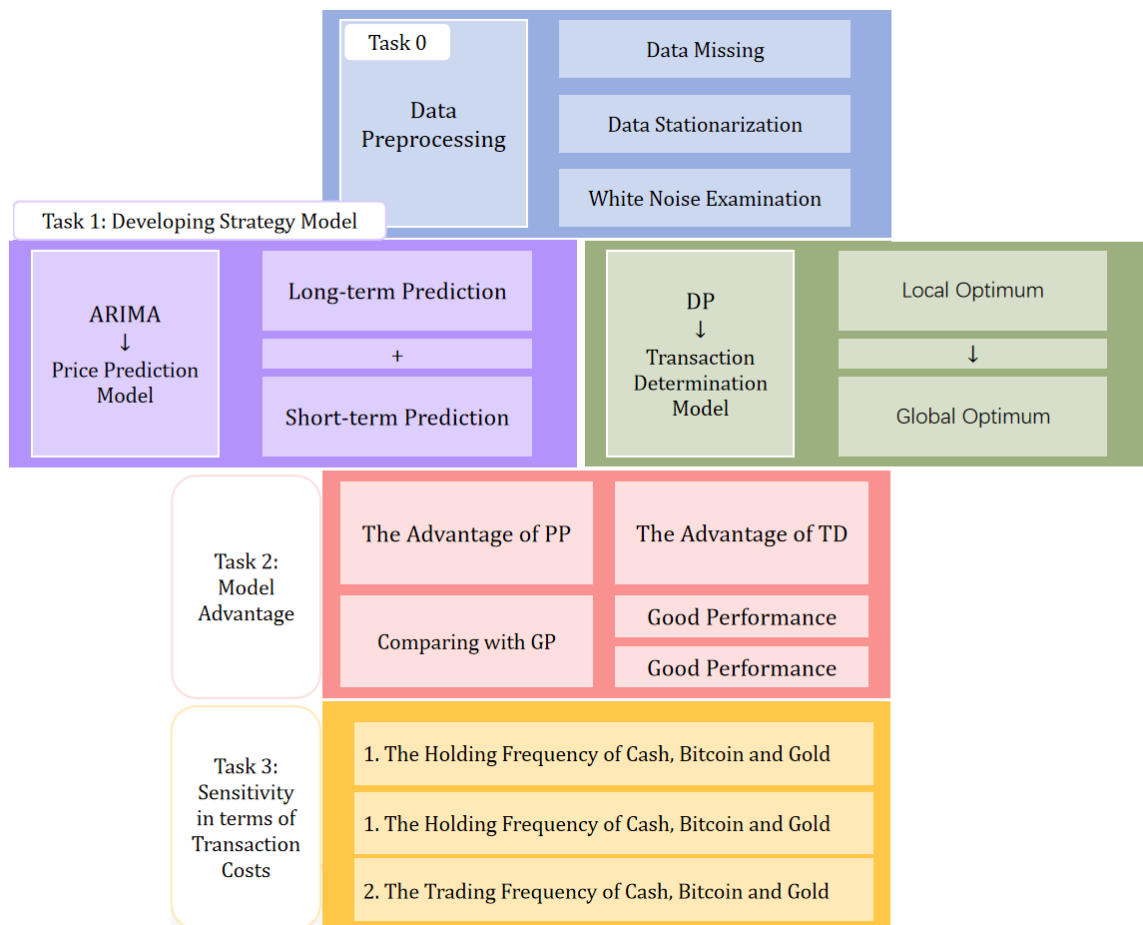 Task 0
Data
Preprocessing
Data Missing
Data Stationarization
White Noise Examination
Task 1: Developing Strategy Model
ARIMA
↓
Price Prediction
Model
Long-term Prediction
+
Short-term Prediction
DP
↓
Transaction
Determination
Model
Local Optimum
↓
Global Optimum
Task 2:
Model
Advantage
The Advantage of PP
The Advantage of TD
Comparing with GP
Good Performance
Good Performance
Task 3:
Sensitivity
in terms of
Transaction
Costs
1. The Holding Frequency of Cash, Bitcoin and Gold
1. The Holding Frequency of Cash, Bitcoin and Gold
2. The Trading Frequency of Cash, Bitcoin and Gold